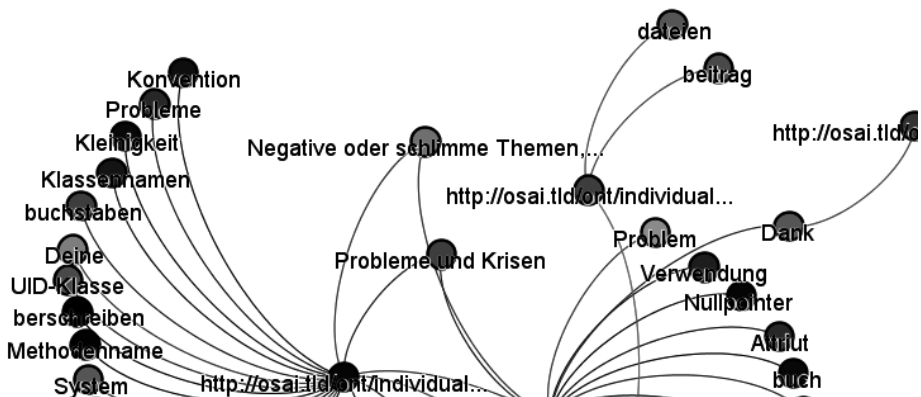 dateien
Konvention
beitrag
Probleme
Kleinigkeit
http://osai.tld/o
Negative oder schlimme Themen,...
Klassennamen
http://osai.tld/ont/individual...
buchstaben
Dank
Problem
Deine
Probleme und Krisen
Verwendung
UID-Klasse
Nullpointer
berschreiben
Attriut
Methodenname
buch
http://osai.tld/ont/individual...
System